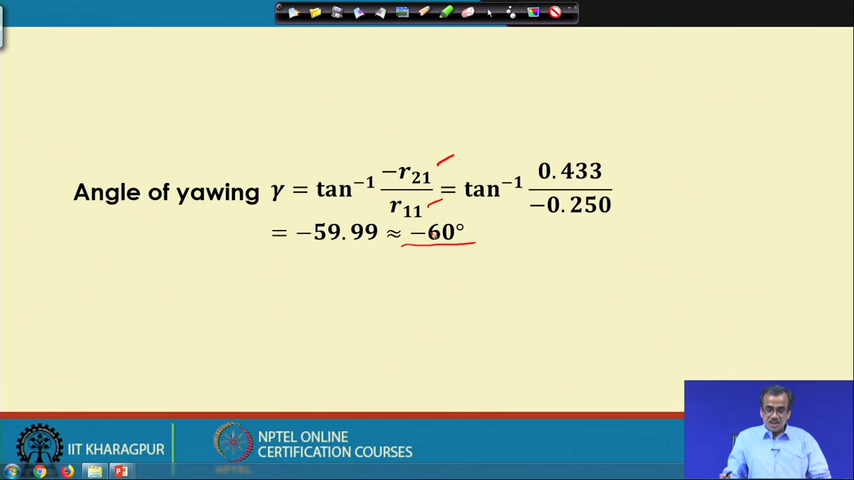 Angle of yawing γ = tan⁻¹ −r₂₁/r₁₁ = tan⁻¹ 0.433/−0.250
= −59.99 ≈ −60°
IIT KHARAGPUR
NPTEL ONLINE
CERTIFICATION COURSES
NPTEL